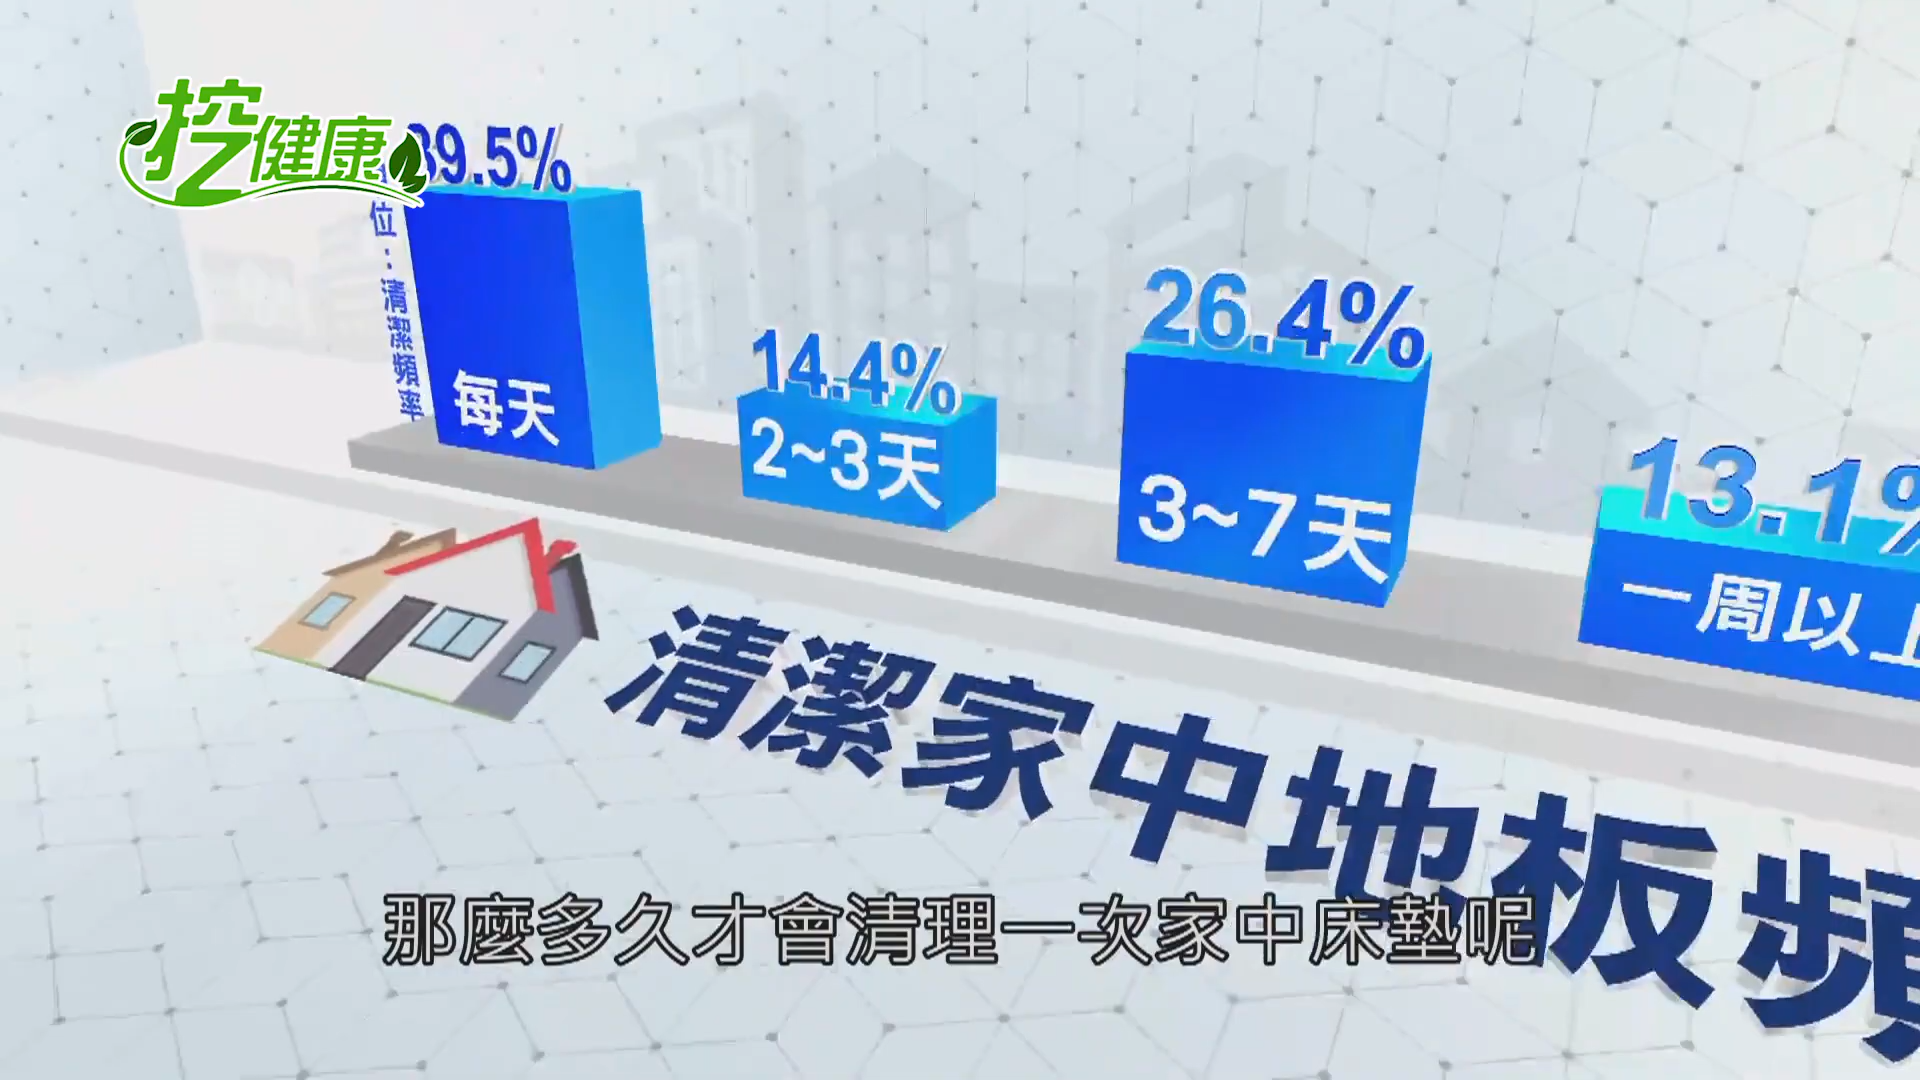 挖健康
39.5%
位：清潔頻率
每天
14.4%
2~3天
26.4%
3~7天
13.1%
一周以上
清潔家中地板頻
那麼多久才會清理一次家中床墊呢